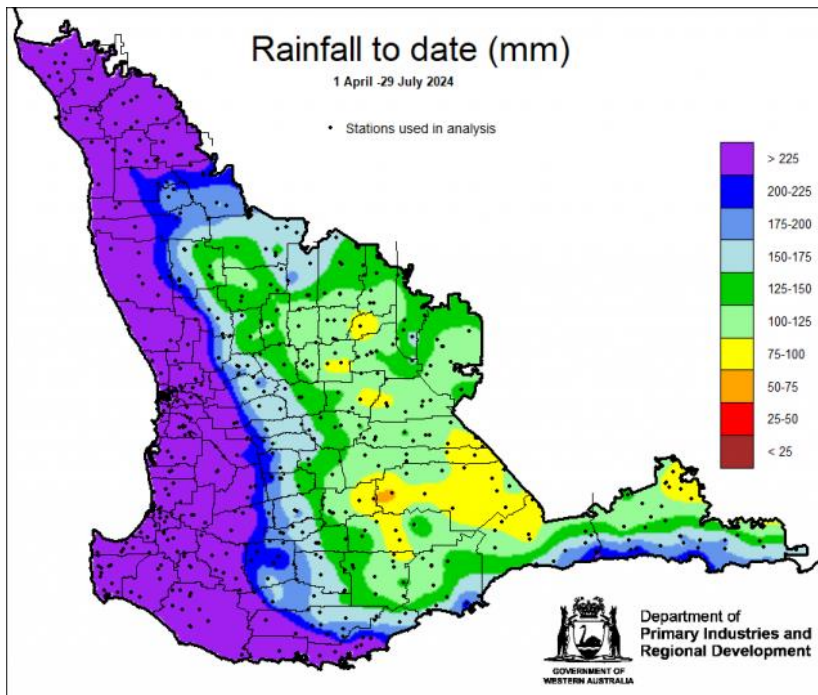 Rainfall to date (mm)
1 April -29 July 2024
Stations used in analysis
> 225
200-225
175-200
150-175
125-150
100-125
75-100
50-75
25-50
< 25
GOVERNMENT OF
WESTERN AUSTRALIA
Department of
Primary Industries and
Regional Development